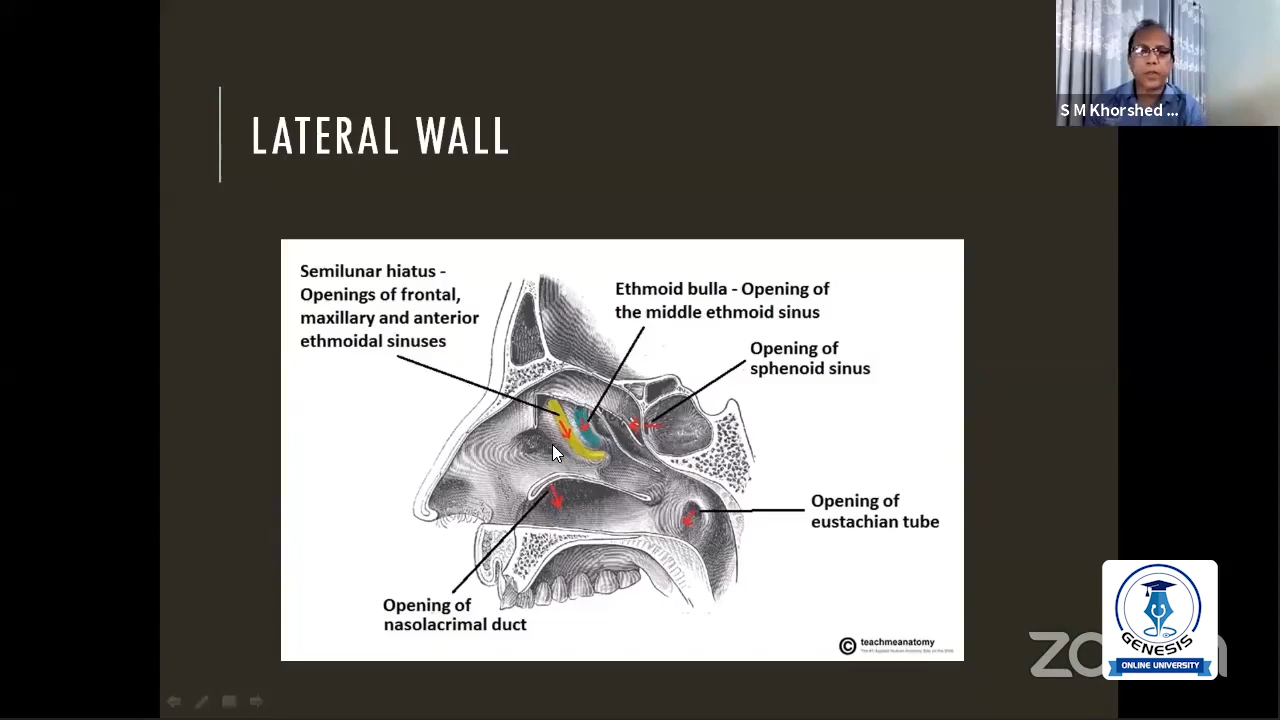 S M Khorshed ...
LATERAL WALL
Semilunar hiatus -
Openings of frontal,
maxillary and anterior
ethmoidal sinuses
Ethmoid bulla - Opening of
the middle ethmoid sinus
Opening of
sphenoid sinus
Opening of
eustachian tube
Opening of
nasolacrimal duct
© teachmeanatomy
GENESIS
ONLINE UNIVERSITY